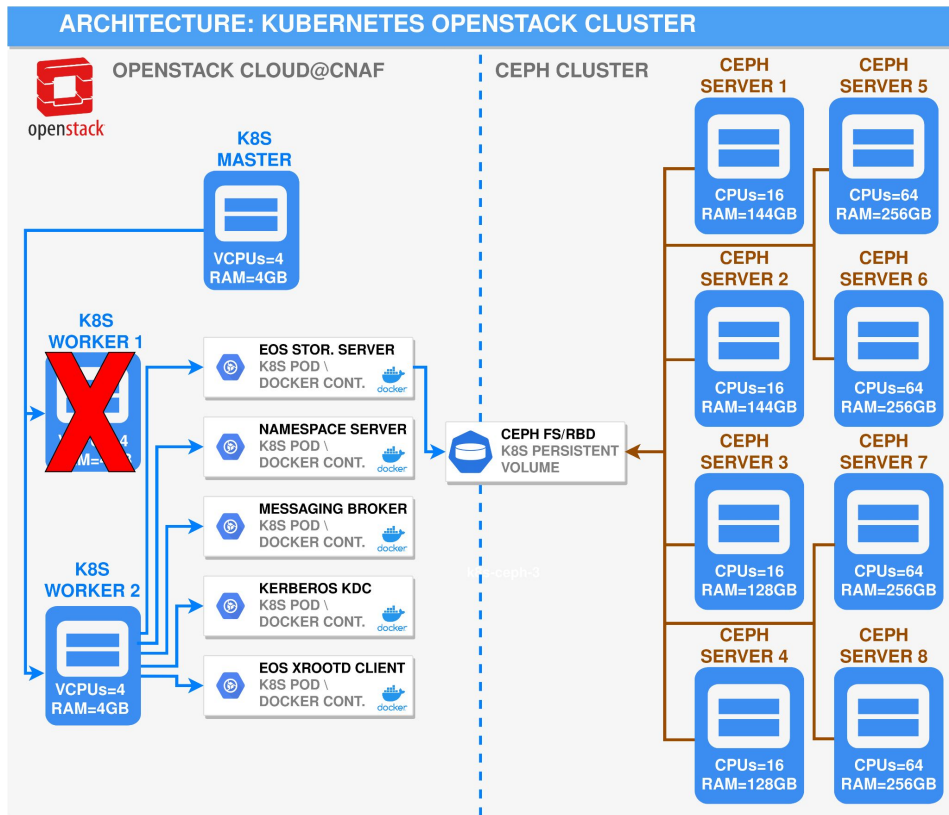 ARCHITECTURE: KUBERNETES OPENSTACK CLUSTER
openstack
OPENSTACK CLOUD@CNAF
K8S
MASTER
VCPUs=4
RAM=4GB
K8S
WORKER 1
K8S
WORKER 2
VCPUs=4
RAM=4GB
EOS STOR. SERVER
K8S POD \
DOCKER CONT.
docker
NAMESPACE SERVER
K8S POD \
DOCKER CONT.
docker
MESSAGING BROKER
K8S POD \
DOCKER CONT.
docker
KERBEROS KDC
K8S POD \
DOCKER CONT.
docker
EOS XROOTD CLIENT
K8S POD \
DOCKER CONT.
docker
CEPH CLUSTER
CEPH FS/RBD
K8S PERSISTENT
VOLUME
CEPH
SERVER 1
CPUs=16
RAM=144GB
CEPH
SERVER 5
CPUs=64
RAM=256GB
CEPH
SERVER 2
CPUs=16
RAM=144GB
CEPH
SERVER 6
CPUs=64
RAM=256GB
CEPH
SERVER 3
CPUs=16
RAM=128GB
CEPH
SERVER 7
CPUs=64
RAM=256GB
CEPH
SERVER 4
CPUs=16
RAM=128GB
CEPH
SERVER 8
CPUs=64
RAM=256GB